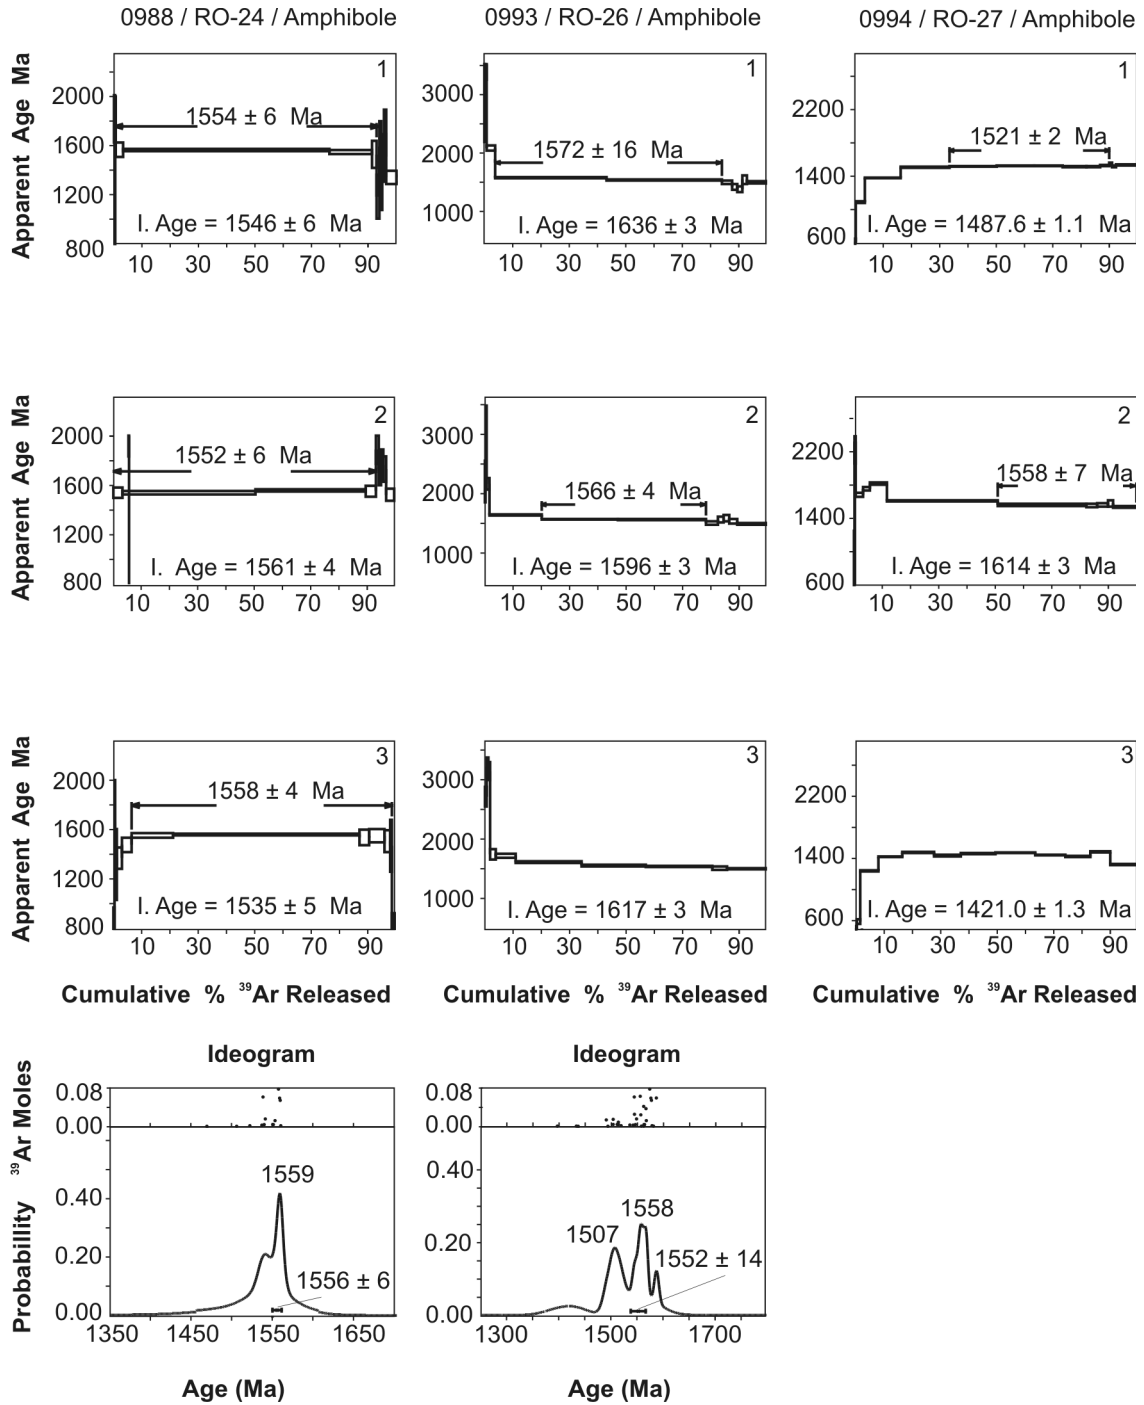 0988 / RO-24 / Amphibole
0993 / RO-26 / Amphibole
0994 / RO-27 / Amphibole
Apparent Age Ma
2000
1600
1200
800
1
1554 ± 6 Ma
I. Age = 1546 ± 6 Ma
10 30 50 70 90
3000
2000
1000
1
1572 ± 16 Ma
I. Age = 1636 ± 3 Ma
10 30 50 70 90
2200
1400
600
1
1521 ± 2 Ma
I. Age = 1487.6 ± 1.1 Ma
10 30 50 70 90
Apparent Age Ma
2000
1600
1200
800
2
1552 ± 6 Ma
I. Age = 1561 ± 4 Ma
10 30 50 70 90
3000
2000
1000
2
1566 ± 4 Ma
I. Age = 1596 ± 3 Ma
10 30 50 70 90
2200
1400
600
2
1558 ± 7 Ma
I. Age = 1614 ± 3 Ma
10 30 50 70 90
Apparent Age Ma
2000
1600
1200
800
3
1558 ± 4 Ma
I. Age = 1535 ± 5 Ma
10 30 50 70 90
Cumulative % ³⁹Ar Released
3000
2000
1000
3
I. Age = 1617 ± 3 Ma
10 30 50 70 90
Cumulative % ³⁹Ar Released
2200
1400
600
3
I. Age = 1421.0 ± 1.3 Ma
10 30 50 70 90
Cumulative % ³⁹Ar Released
Ideogram
³⁹Ar Moles
0.08
0.00
Probabillity
0.40
0.20
0.00
1559
1556 ± 6
1350 1450 1550 1650
Age (Ma)
Ideogram
0.08
0.00
0.40
0.20
0.00
1507
1558
1552 ± 14
1300 1500 1700
Age (Ma)